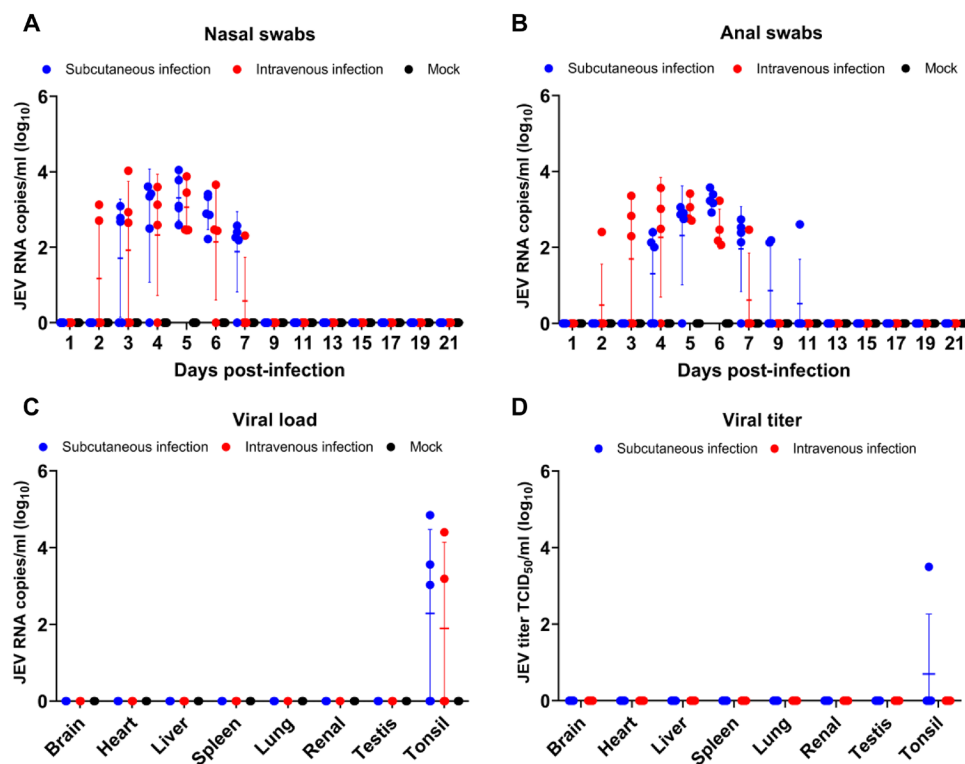 A
Nasal swabs
Subcutaneous infection Intravenous infection Mock
JEV RNA copies/ml (log10)
6
4
2
0
1 2 3 4 5 6 7 9 11 13 15 17 19 21
Days post-infection
B
Anal swabs
Subcutaneous infection Intravenous infection Mock
JEV RNA copies/ml (log10)
6
4
2
0
1 2 3 4 5 6 7 9 11 13 15 17 19 21
Days post-infection
C
Viral load
Subcutaneous infection Intravenous infection Mock
JEV RNA copies/ml (log10)
6
4
2
0
Brain Heart Liver Spleen Lung Renal Testis Tonsil
D
Viral titer
Subcutaneous infection Intravenous infection
JEV titer TCID50/ml (log10)
6
4
2
0
Brain Heart Liver Spleen Lung Renal Testis Tonsil